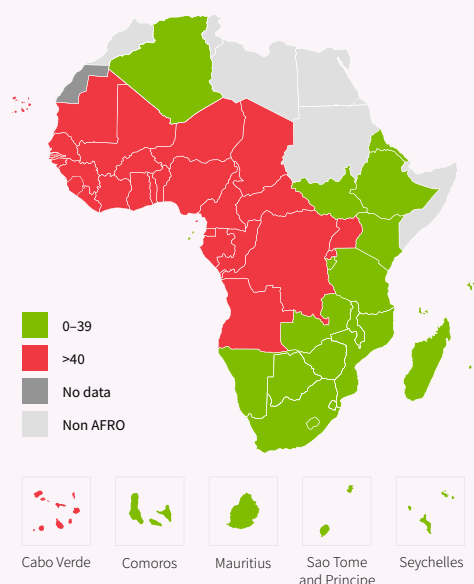 0–39
>40
No data
Non AFRO
Cabo Verde
Comoros
Mauritius
Sao Tome
and Principe
Seychelles